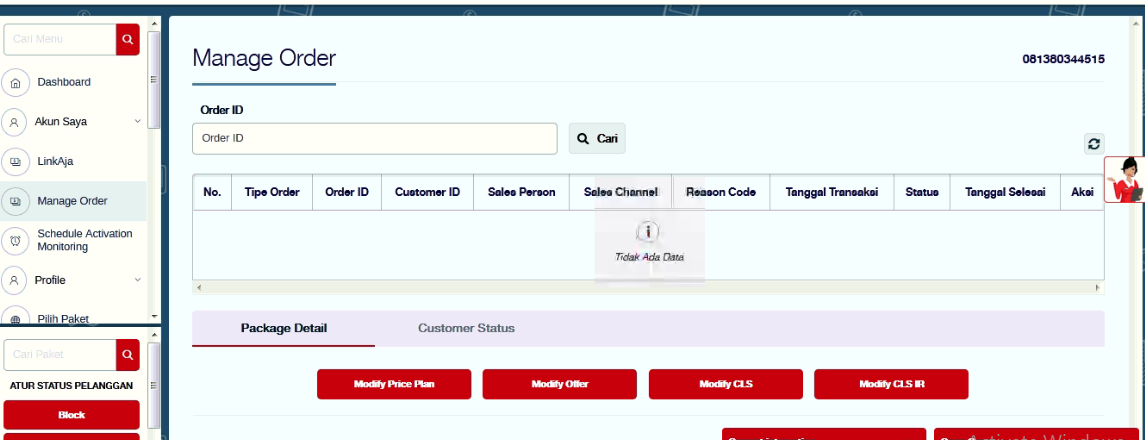 Cari Menu
Dashboard
Akun Saya
LinkAja
Manage Order
Schedule Activation
Monitoring
Profile
Pilih Paket
Cari Paket
ATUR STATUS PELANGGAN
Block
Manage Order
081380344515
Order ID
Order ID
Cari
No. Tipe Order Order ID Customer ID Sales Person Sales Channel Reason Code Tanggal Transaksi Status Tanggal Selesai Aksi
Tidak Ada Data
Package Detail Customer Status
Modify Price Plan Modify Offer Modify CLS Modify CLS IR
Activate Windows